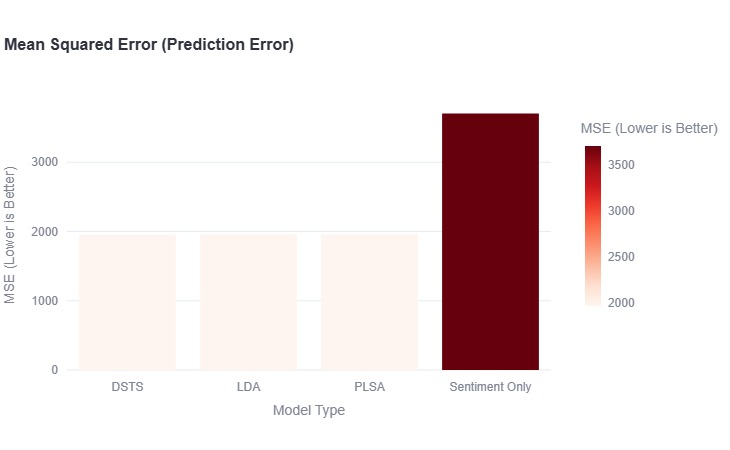 Mean Squared Error (Prediction Error)
MSE (Lower is Better)
3000
2000
1000
0
DSTS
LDA
PLSA
Sentiment Only
Model Type
MSE (Lower is Better)
3500
3000
2500
2000